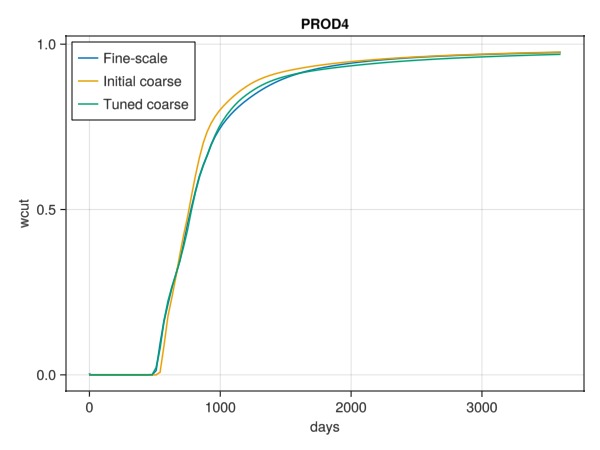 PROD4
Fine-scale
Initial coarse
Tuned coarse
1.0
0.5
0.0
wcut
0 1000 2000 3000
days